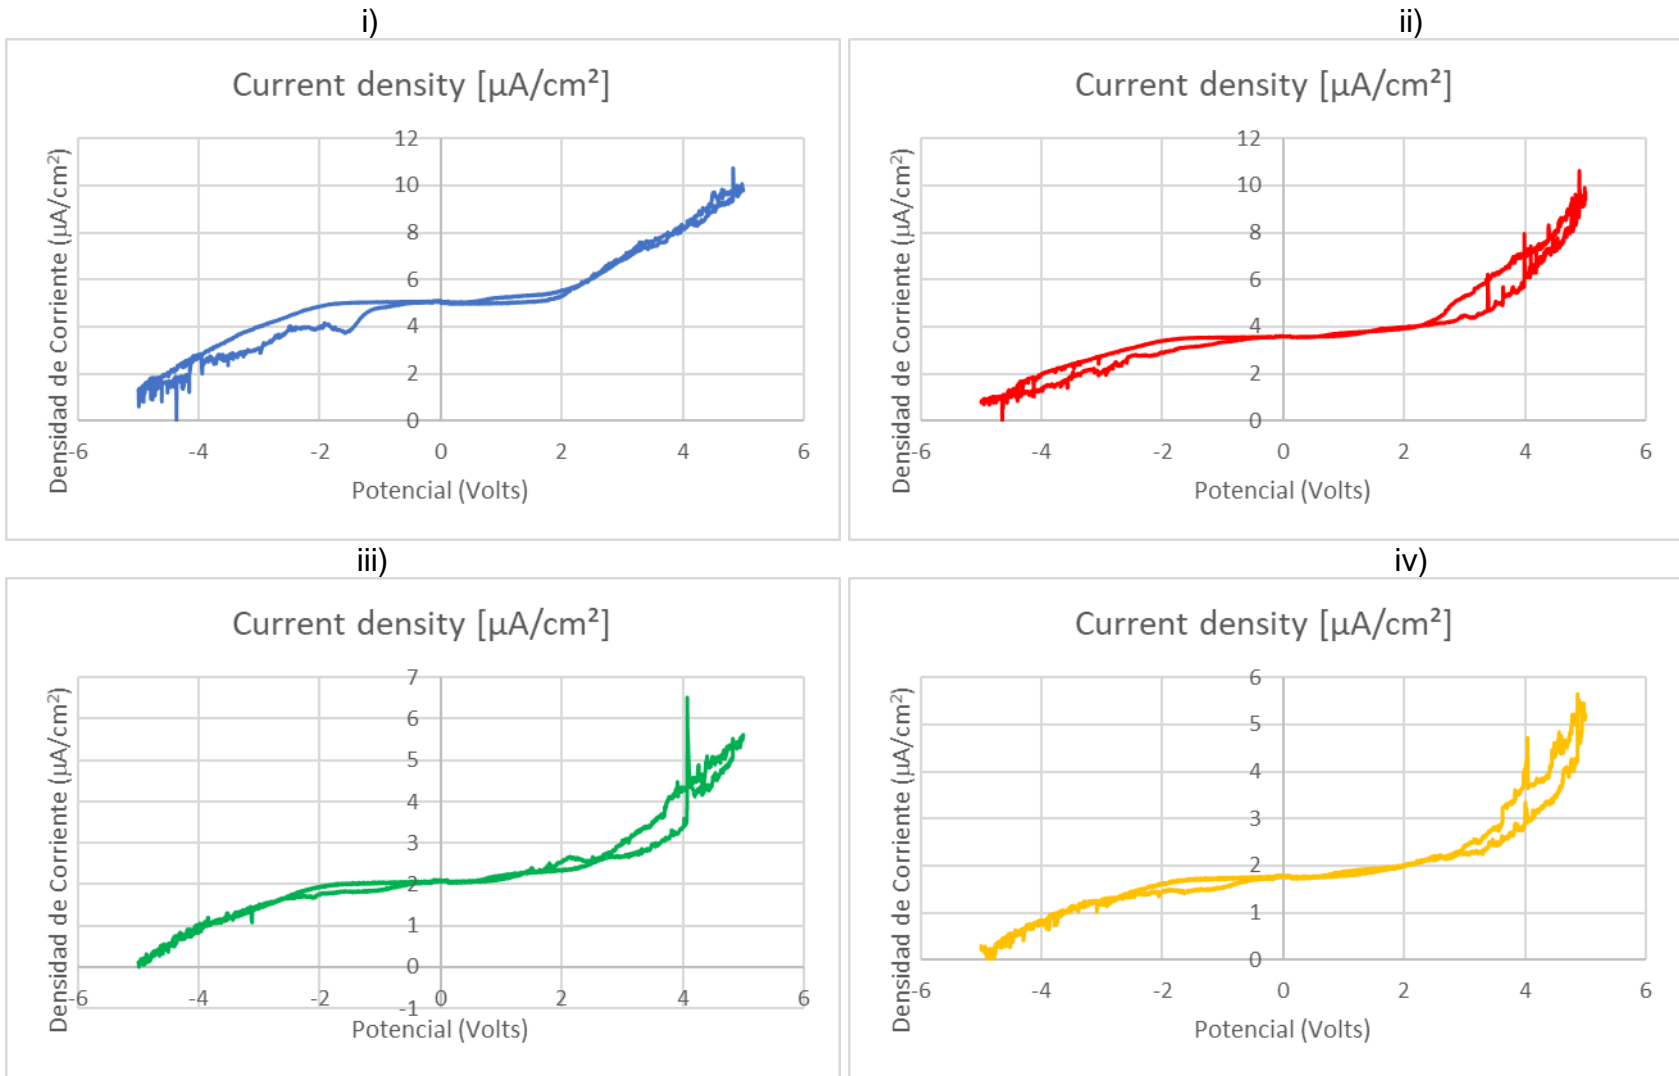 i)
Current density [µA/cm²]
Densidad de Corriente (µA/cm²)
12
10
8
6
4
2
0
-6 -4 -2 0 2 4 6
Potencial (Volts)
ii)
Current density [µA/cm²]
Densidad de Corriente (µA/cm²)
12
10
8
6
4
2
0
-6 -4 -2 0 2 4 6
Potencial (Volts)
iii)
Current density [µA/cm²]
Densidad de Corriente (µA/cm²)
7
6
5
4
3
2
1
0
-1
-6 -4 -2 0 2 4 6
Potencial (Volts)
iv)
Current density [µA/cm²]
Densidad de Corriente (µA/cm²)
6
5
4
3
2
1
0
-6 -4 -2 0 2 4 6
Potencial (Volts)